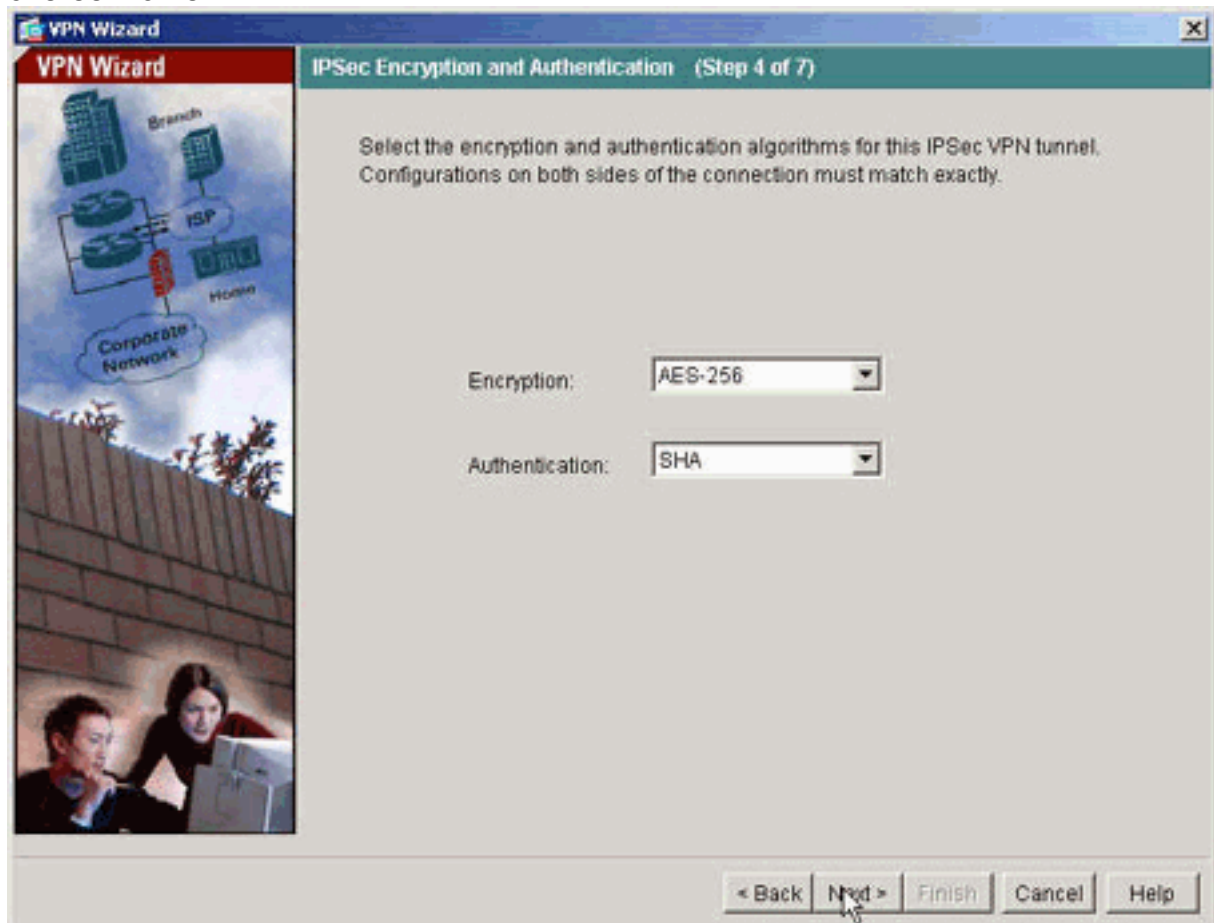 VPN Wizard
VPN Wizard
IPSec Encryption and Authentication (Step 4 of 7)
Branch
ISP
Home
Corporate
Network
Select the encryption and authentication algorithms for this IPSec VPN tunnel.
Configurations on both sides of the connection must match exactly.
Encryption: AES-256
Authentication: SHA
< Back Next > Finish Cancel Help